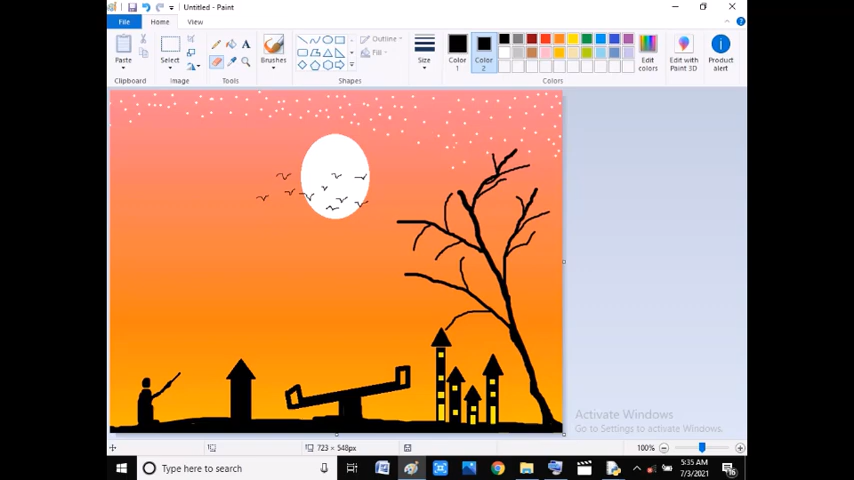 Untitled - Paint
File
Home
View
Paste
Select
A
Brushes
Outline
Fill
Size
Color
1
Color
2
Edit
colors
Edit with
Paint 3D
Product
alert
Clipboard
Image
Tools
Shapes
Colors
Activate Windows
Go to Settings to activate Windows.
723 × 548px
100%
Type here to search
5:35 AM
7/3/2021